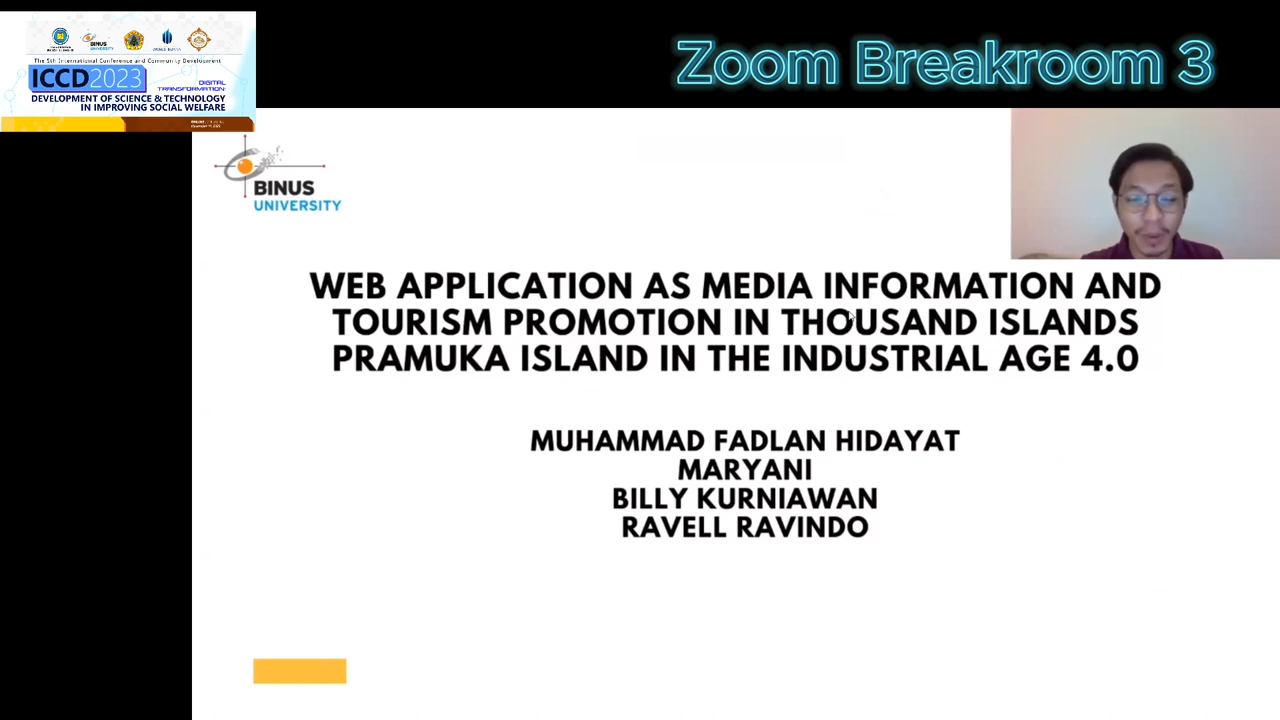 BINUS
UNIVERSITY
The 5th International Conference and Community Development
ICCD2023
DIGITAL
TRANSFORMATION:
DEVELOPMENT OF SCIENCE & TECHNOLOGY
IN IMPROVING SOCIAL WELFARE
Zoom Breakroom 3
BINUS
UNIVERSITY
WEB APPLICATION AS MEDIA INFORMATION AND
TOURISM PROMOTION IN THOUSAND ISLANDS
PRAMUKA ISLAND IN THE INDUSTRIAL AGE 4.0
MUHAMMAD FADLAN HIDAYAT
MARYANI
BILLY KURNIAWAN
RAVELL RAVINDO